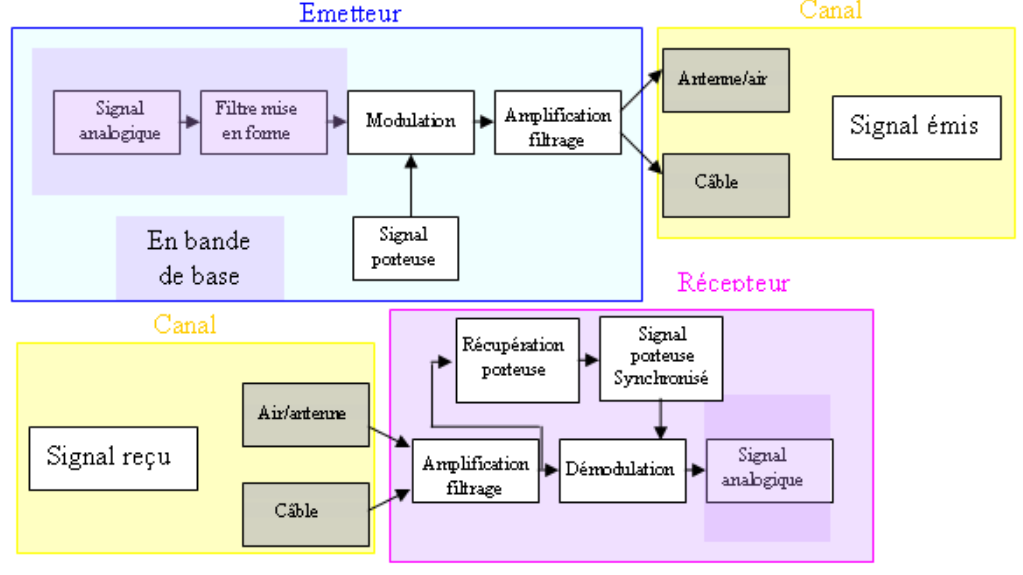 Emetteur
Canal
Signal
analogique
Filtre mise
en forme
Modulation
Amplification
filtrage
Antenne/air
Câble
Signal émis
Signal
porteuse
En bande
de base
Récepteur
Canal
Signal reçu
Air/antenne
Câble
Récupération
porteuse
Signal
porteuse
Synchronisé
Amplification
filtrage
Démodulation
Signal
analogique